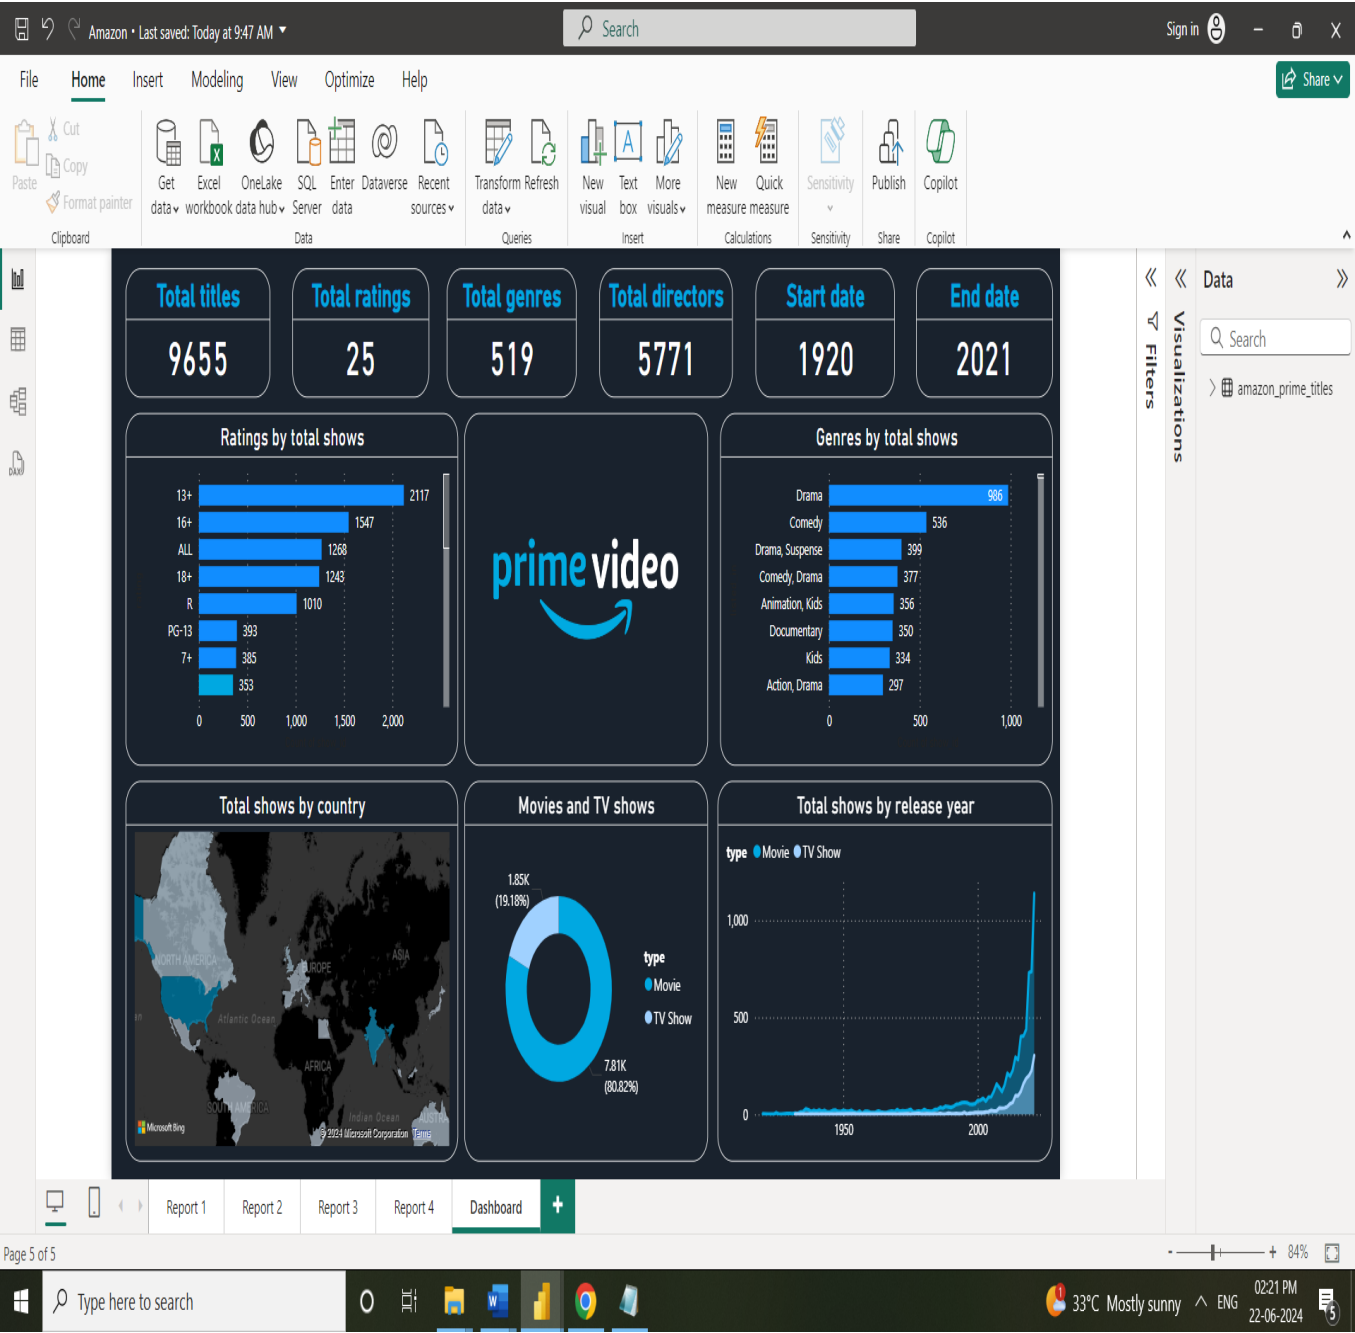 Amazon • Last saved: Today at 9:47 AM
Search
Sign in
File Home Insert Modeling View Optimize Help
Share
Paste
Cut
Copy
Format painter
Get data
Excel workbook
OneLake data hub
SQL Server
Enter data
Dataverse
Recent sources
Transform data
Refresh
New visual
Text box
More visuals
New measure
Quick measure
Sensitivity
Publish
Copilot
Clipboard Data Queries Insert Calculations Sensitivity Share Copilot
Total titles
9655
Total ratings
25
Total genres
519
Total directors
5771
Start date
1920
End date
2021
Ratings by total shows
13+ 2117
16+ 1547
ALL 1268
18+ 1243
R 1010
PG-13 393
7+ 385
353
0 500 1,000 1,500 2,000
prime video
Genres by total shows
Drama 986
Comedy 536
Drama, Suspense 399
Comedy, Drama 377
Animation, Kids 356
Documentary 350
Kids 334
Action, Drama 297
0 500 1,000
Total shows by country
NORTH AMERICA
EUROPE
ASIA
Atlantic Ocean
AFRICA
SOUTH AMERICA
Indian Ocean
AUSTRA
Microsoft Bing
© 2024 Microsoft Corporation Terms
Movies and TV shows
1.85K
(19.18%)
type
Movie
TV Show
7.81K
(80.82%)
Total shows by release year
type Movie TV Show
1,000
500
0
1950 2000
Filters
Visualizations
Data
Search
amazon_prime_titles
DAX
Report 1 Report 2 Report 3 Report 4 Dashboard +
Page 5 of 5
- + 84%
Type here to search
33°C Mostly sunny
ENG
02:21 PM
22-06-2024
5